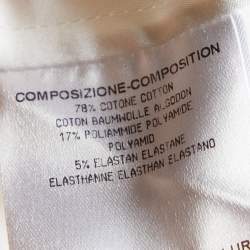 COMPOSIZIONE-COMPOSITION
78% COTONE COTTON
COTON BAUMWOLLE ALGODON
17% POLIAMMIDE POLYAMIDE
POLYAMID
5% ELASTAN ELASTANE
ELASTHANNE ELASTHAN ELASTANO